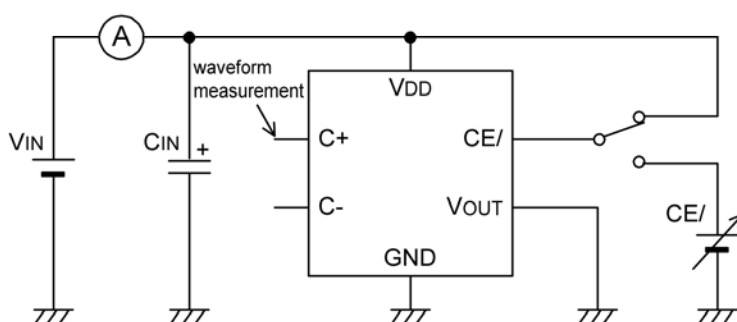 A
waveform
measurement
VDD
VIN
CIN
+
C+
CE/
C-
VOUT
CE/
GND